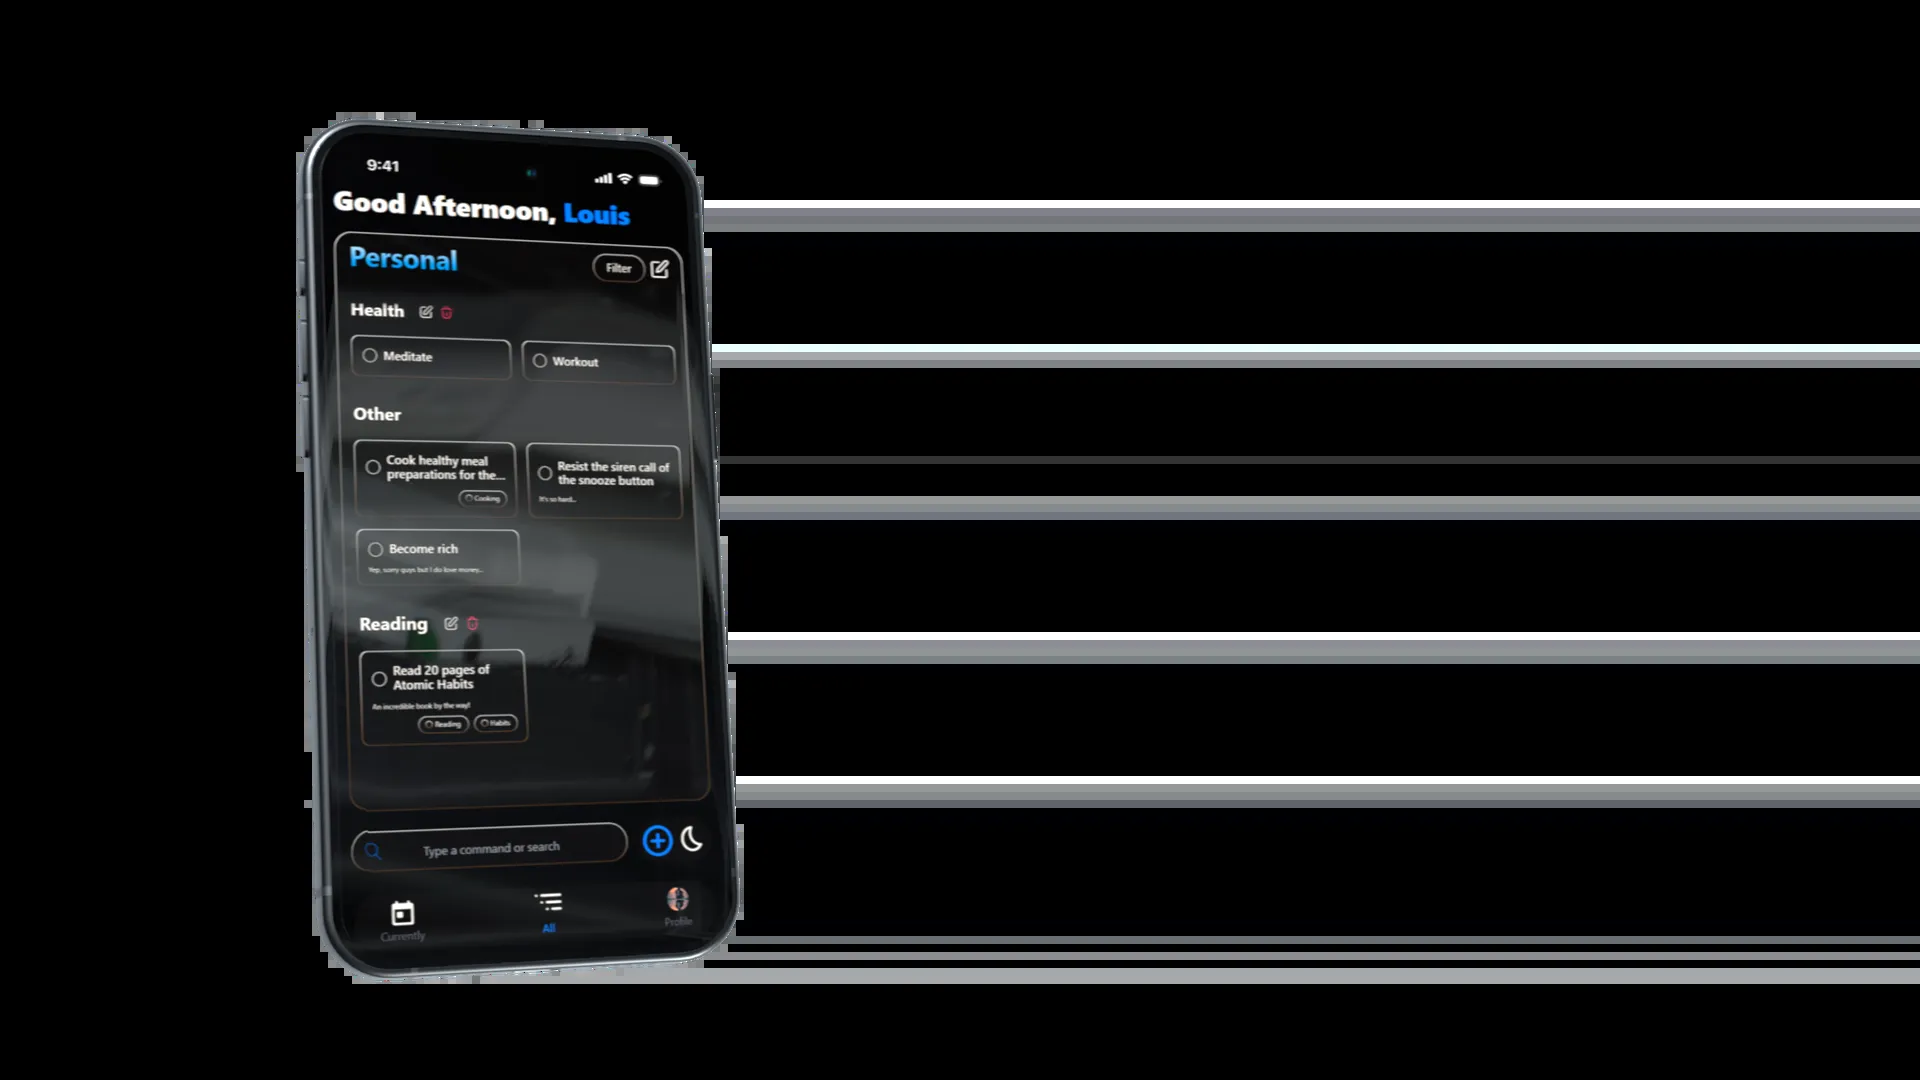 9:41
Good Afternoon, Louis
Personal
Filter
Health
Meditate
Workout
Other
Cook healthy meal
preparations for the...
Cooking
Resist the siren call of
the snooze button
It's so hard...
Become rich
Yep, sorry guys but I do love money...
Reading
Read 20 pages of
Atomic Habits
An incredible book by the way!
Reading
Habits
Type a command or search
Currently
All
Profile